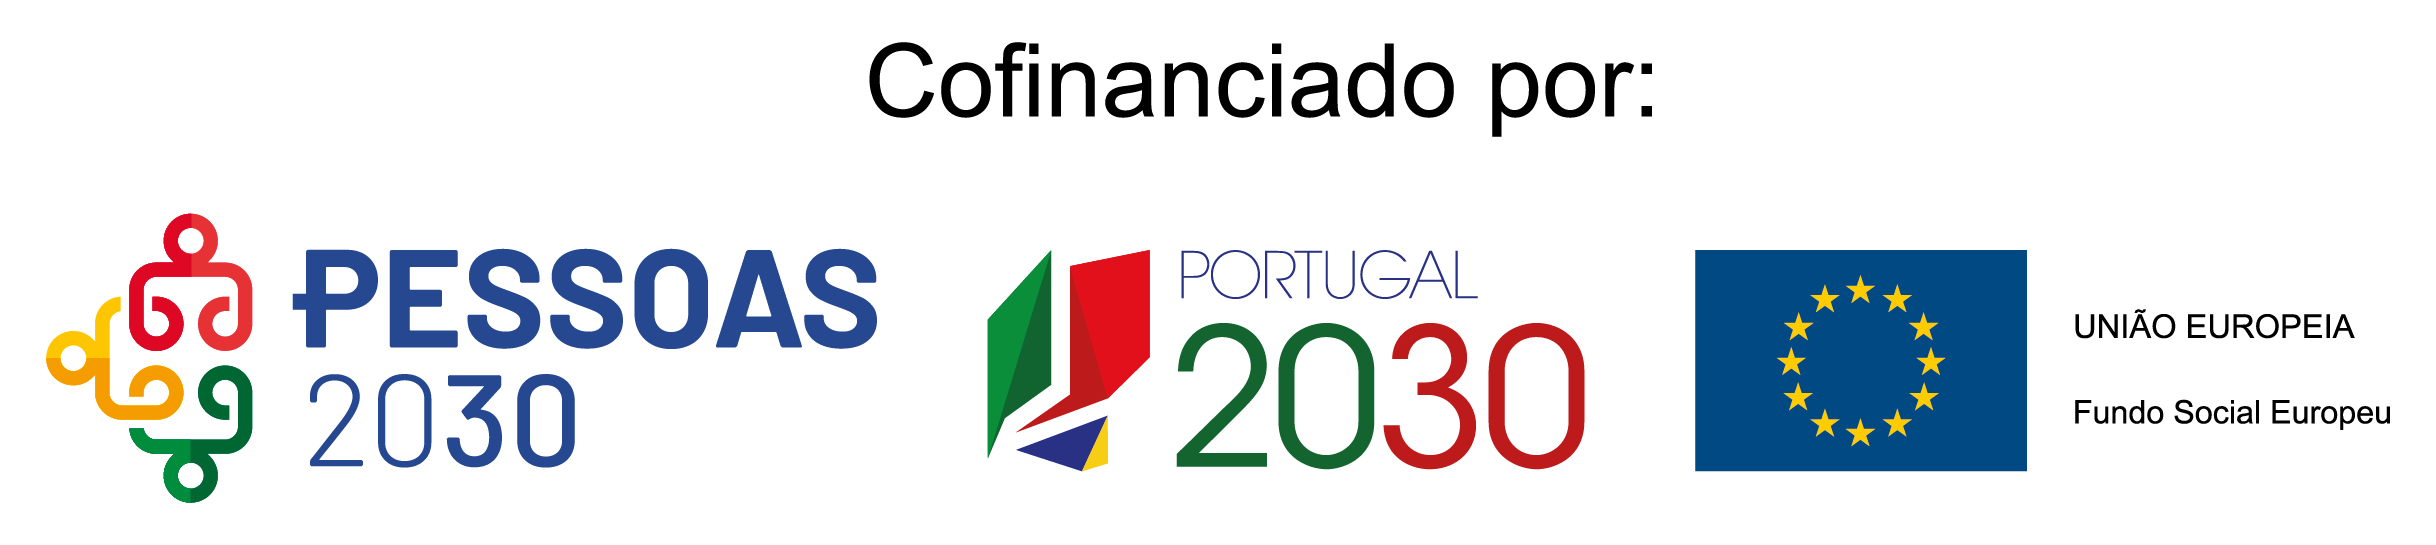 Cofinanciado por:
PESSOAS
2030
PORTUGAL
2030
UNIÃO EUROPEIA
Fundo Social Europeu